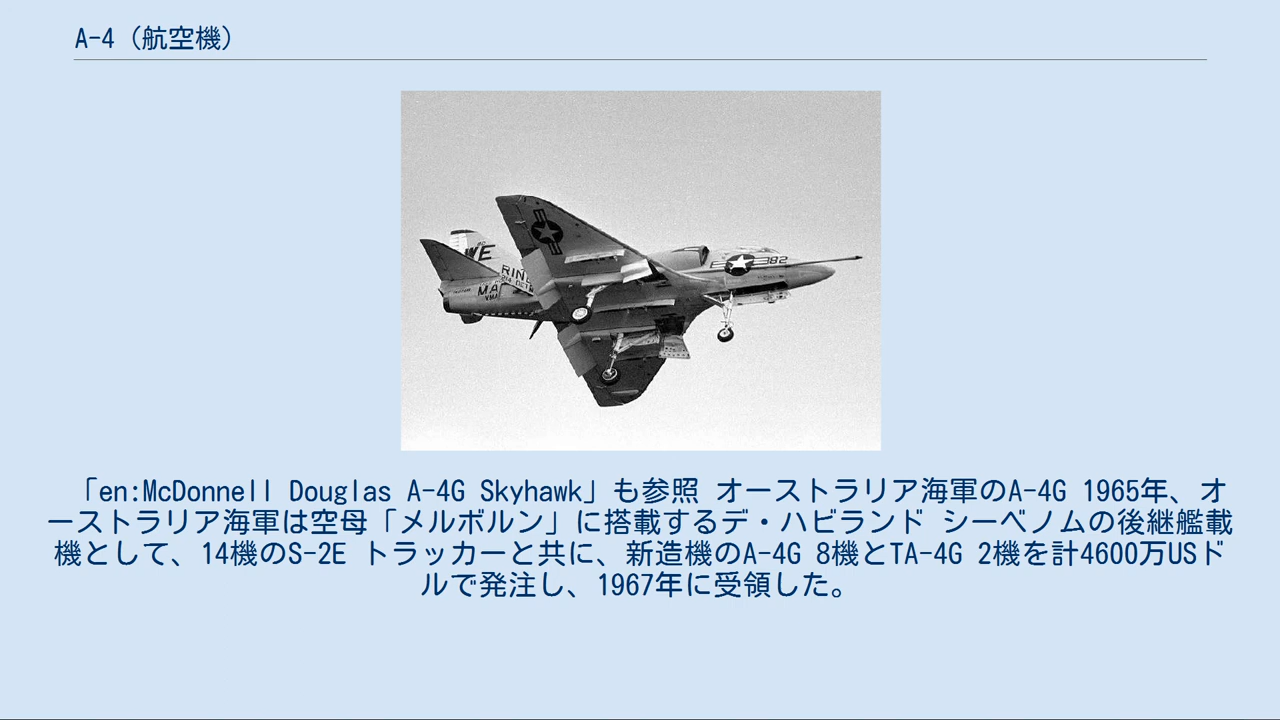 A-4（航空機）
WE
RINE
MA
VMA
382
「en:McDonnell Douglas A-4G Skyhawk」も参照 オーストラリア海軍のA-4G 1965年、オ
ーストラリア海軍は空母「メルボルン」に搭載するデ・ハビランド シーベノムの後継艦載
機として、14機のS-2E トラッカーと共に、新造機のA-4G 8機とTA-4G 2機を計4600万USド
ルで発注し、1967年に受領した。